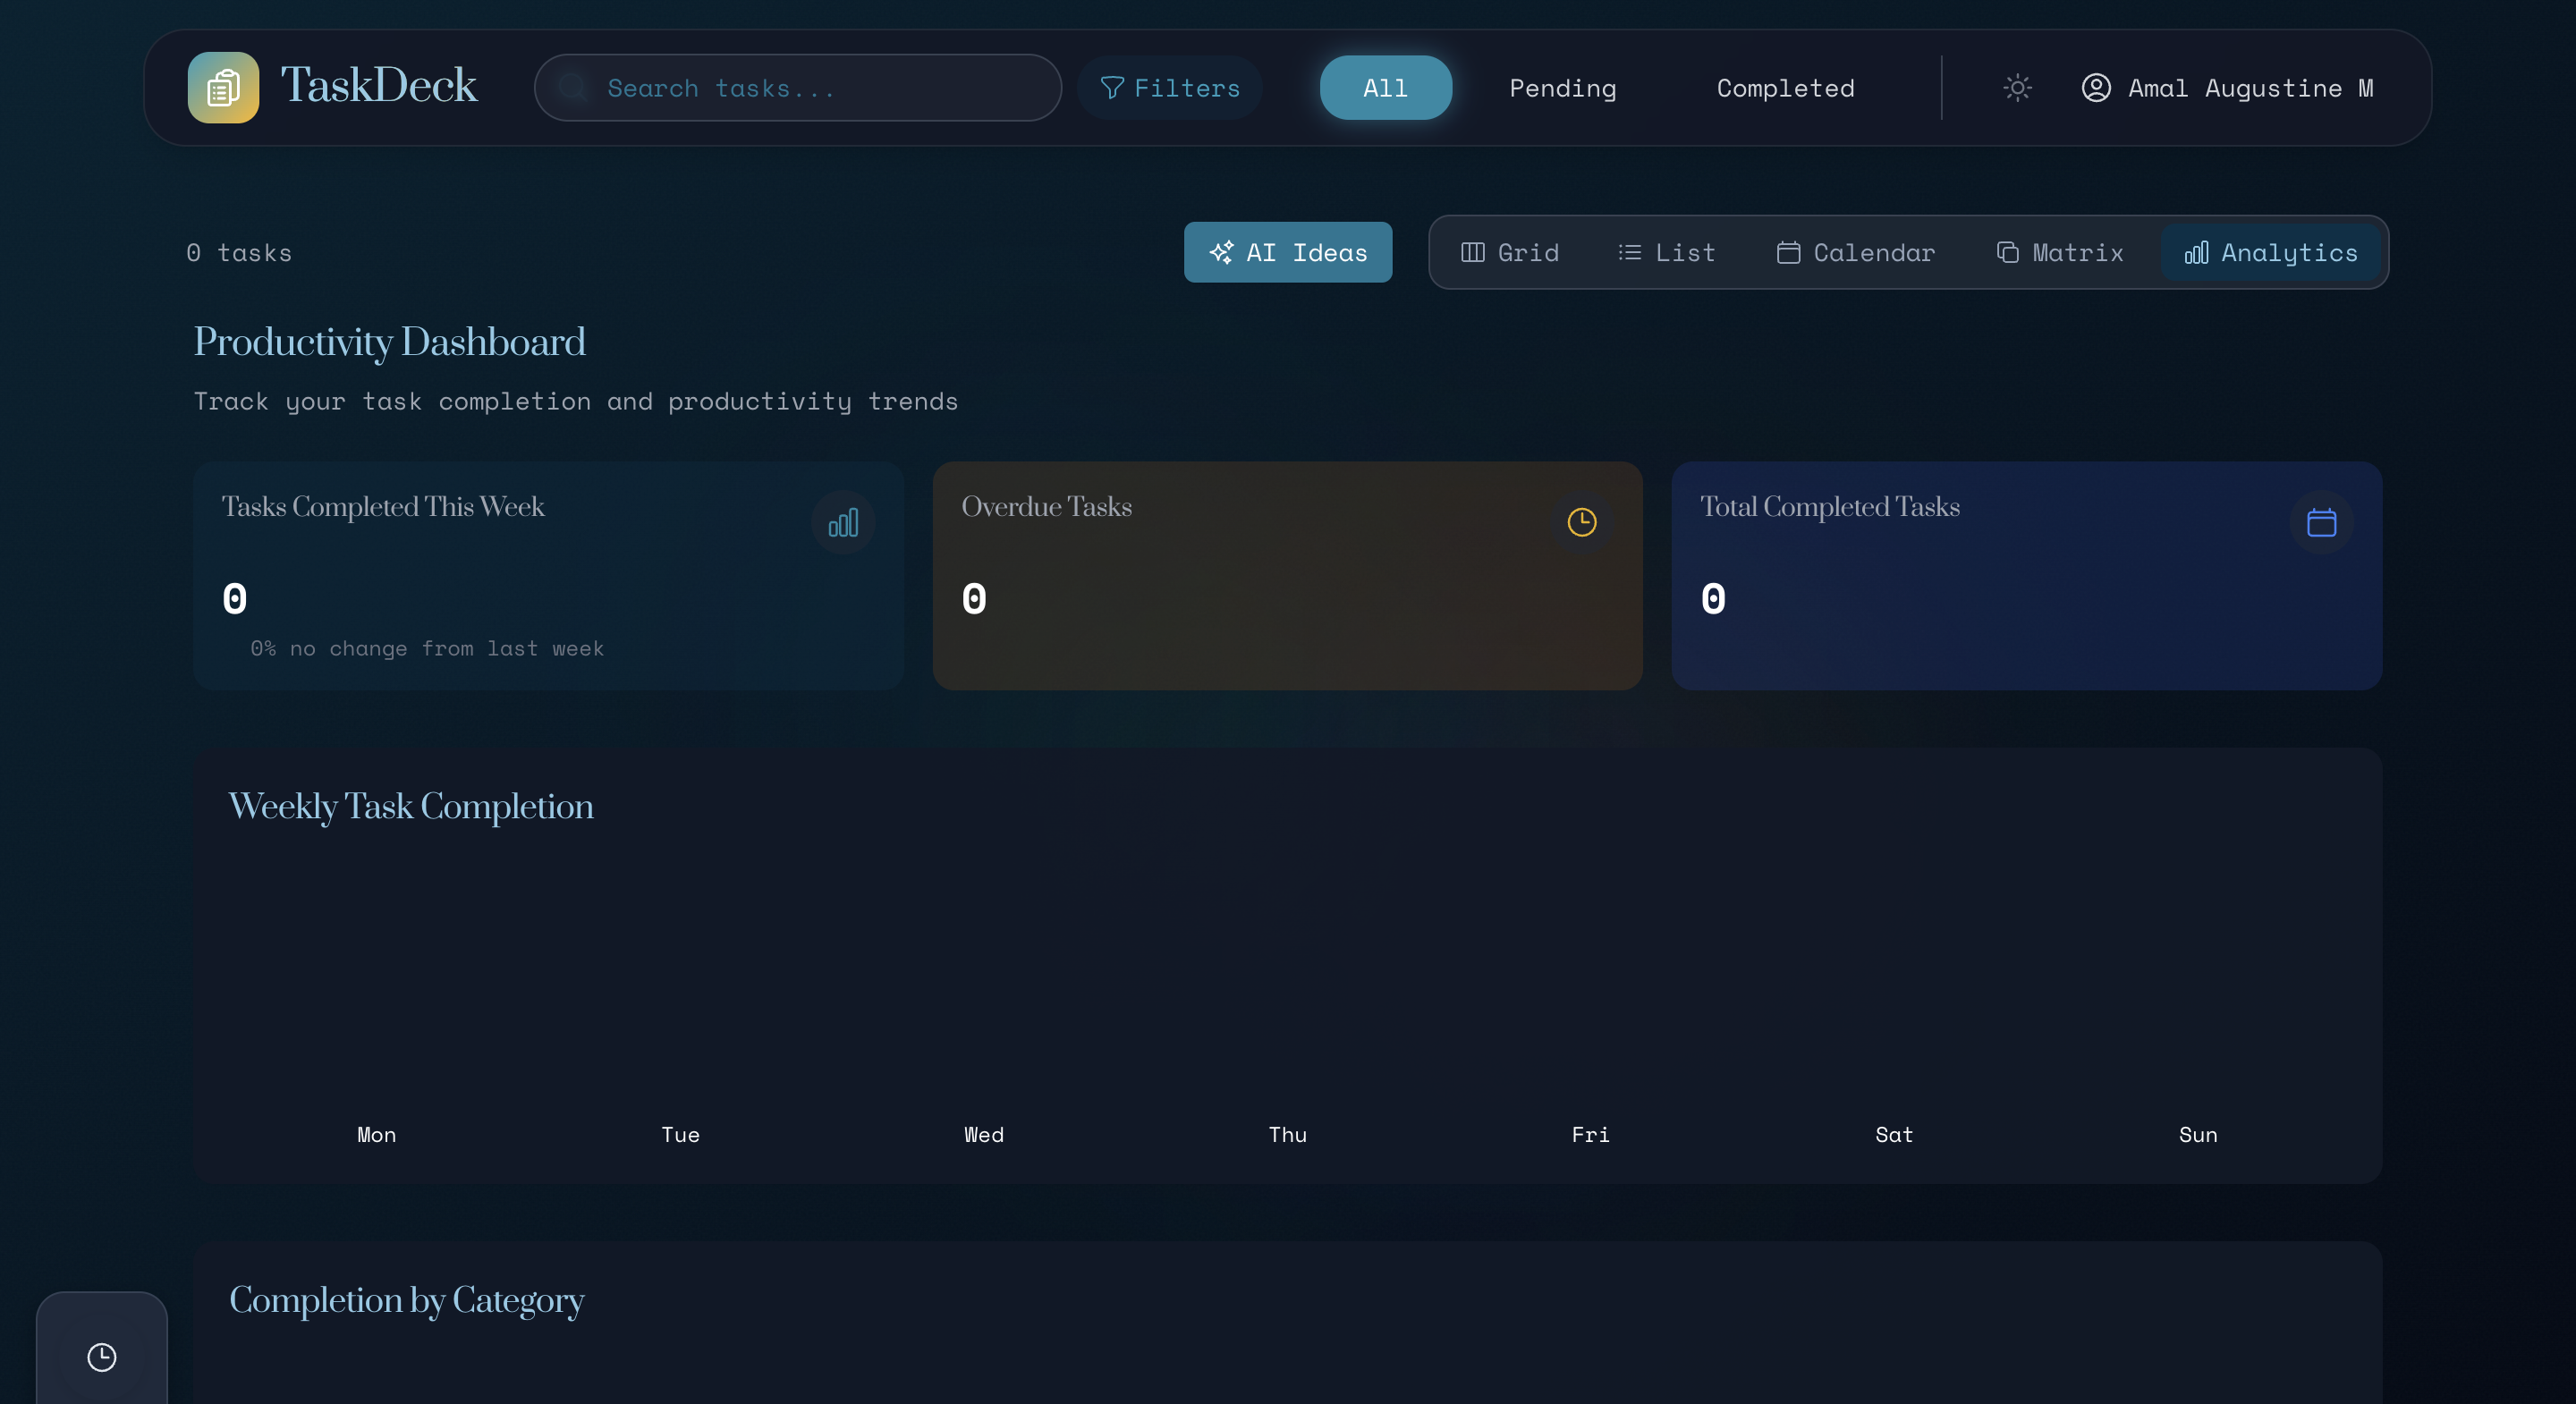 TaskDeck
Search tasks...
Filters
All
Pending
Completed
Amal Augustine M
0 tasks
AI Ideas
Grid
List
Calendar
Matrix
Analytics
Productivity Dashboard
Track your task completion and productivity trends
Tasks Completed This Week
0
0% no change from last week
Overdue Tasks
0
Total Completed Tasks
0
Weekly Task Completion
Mon
Tue
Wed
Thu
Fri
Sat
Sun
Completion by Category